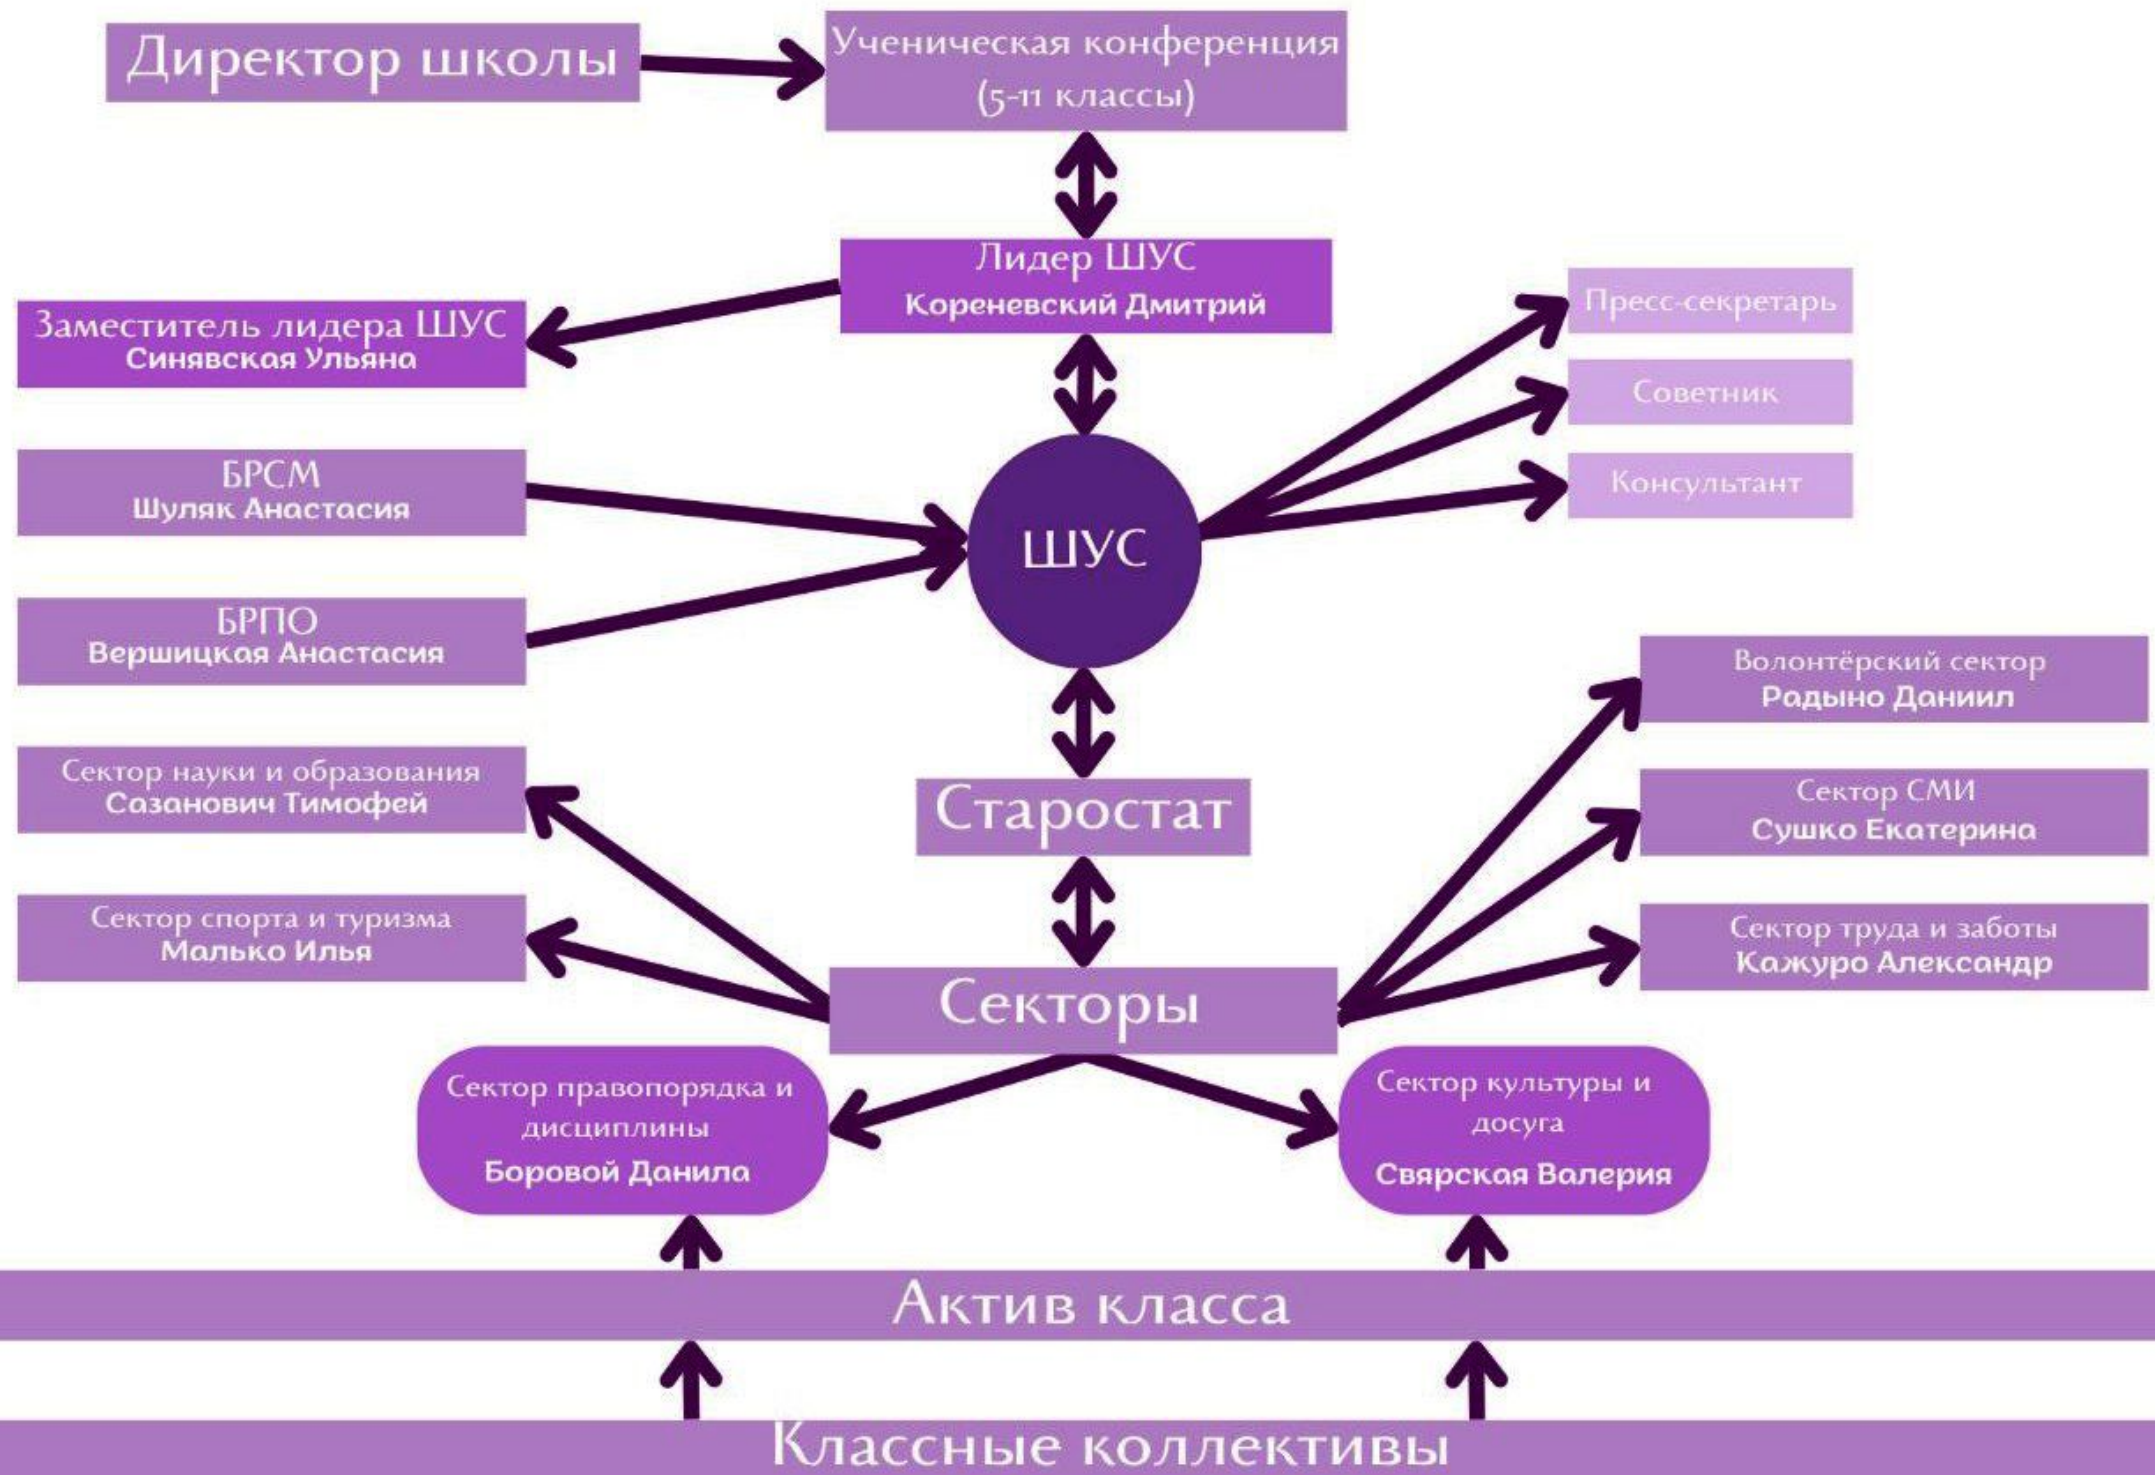 Директор школы
Ученическая конференция
(5-11 классы)
Лидер ШУС
Кореневский Дмитрий
Заместитель лидера ШУС
Синявская Ульяна
Пресс-секретарь
Советник
Консультант
БРСМ
Шуляк Анастасия
ШУС
БРПО
Вершицкая Анастасия
Волонтёрский сектор
Радыно Даниил
Сектор науки и образования
Сазанович Тимофей
Старостат
Сектор СМИ
Сушко Екатерина
Сектор спорта и туризма
Малько Илья
Сектор труда и заботы
Кажуро Александр
Секторы
Сектор правопорядка и
дисциплины
Боровой Данила
Сектор культуры и
досуга
Свярская Валерия
Актив класса
Классные коллективы